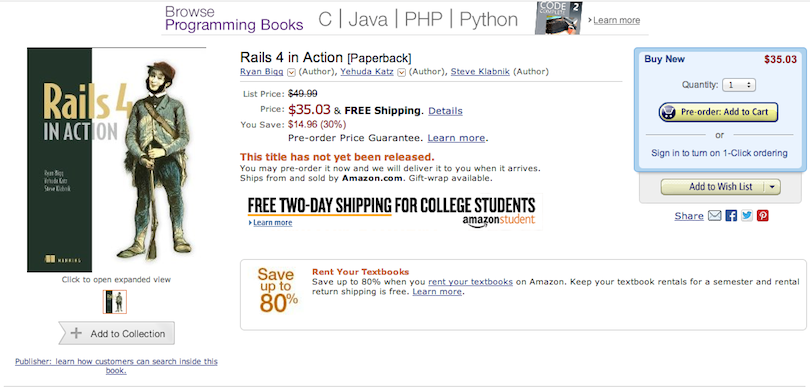 Browse
Programming Books
C | Java | PHP | Python
CODE
2
› Learn more
Rails 4
IN ACTION
Ryan Bigg
Yehuda Katz
Steve Klabnik
MANNING
Click to open expanded view
Add to Collection
Publisher: learn how customers can search inside this
book.
Rails 4 in Action [Paperback]
Ryan Bigg (Author), Yehuda Katz (Author), Steve Klabnik (Author)
List Price: $49.99
Price: $35.03 & FREE Shipping. Details
You Save: $14.96 (30%)
Pre-order Price Guarantee. Learn more.
This title has not yet been released.
You may pre-order it now and we will deliver it to you when it arrives.
Ships from and sold by Amazon.com. Gift-wrap available.
FREE TWO-DAY SHIPPING FOR COLLEGE STUDENTS
› Learn more
amazonstudent
Save
up to
80%
Rent Your Textbooks
Save up to 80% when you rent your textbooks on Amazon. Keep your textbook rentals for a semester and rental
return shipping is free. Learn more.
Buy New $35.03
Quantity: 1
Pre-order: Add to Cart
or
Sign in to turn on 1-Click ordering
Add to Wish List
Share